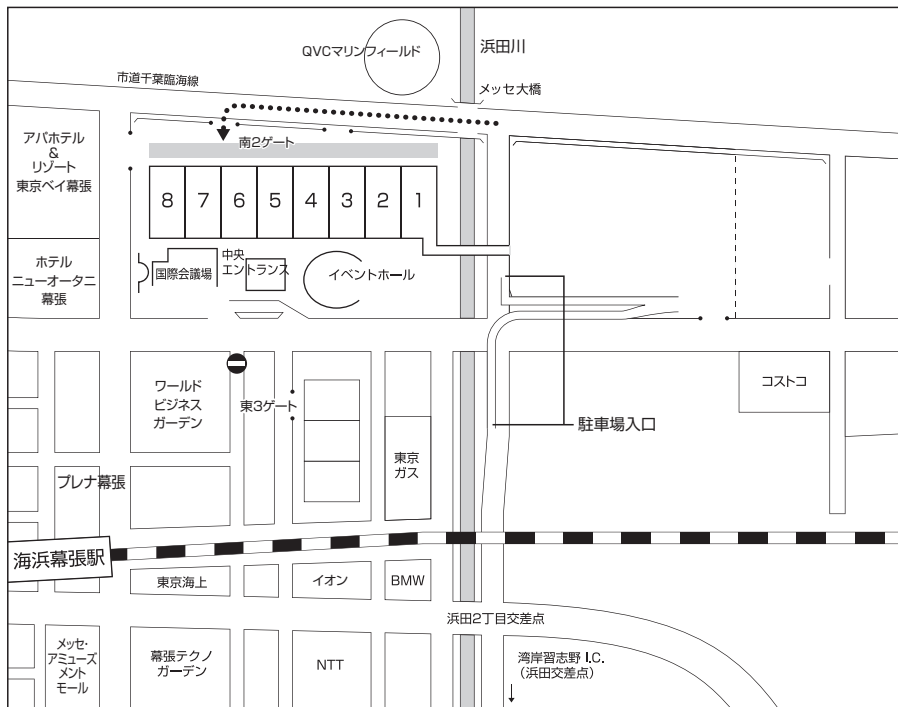 QVCマリンフィールド
浜田川
市道千葉臨海線
メッセ大橋
アパホテル
&
リゾート
東京ベイ幕張
南2ゲート
8 7 6 5 4 3 2 1
ホテル
ニューオータニ
幕張
国際会議場
中央
エントランス
イベントホール
ワールド
ビジネス
ガーデン
東3ゲート
コストコ
駐車場入口
東京
ガス
プレナ幕張
海浜幕張駅
東京海上
イオン
BMW
浜田2丁目交差点
メッセ・
アミューズ
メント
モール
幕張テクノ
ガーデン
NTT
湾岸習志野 I.C.
（浜田交差点）